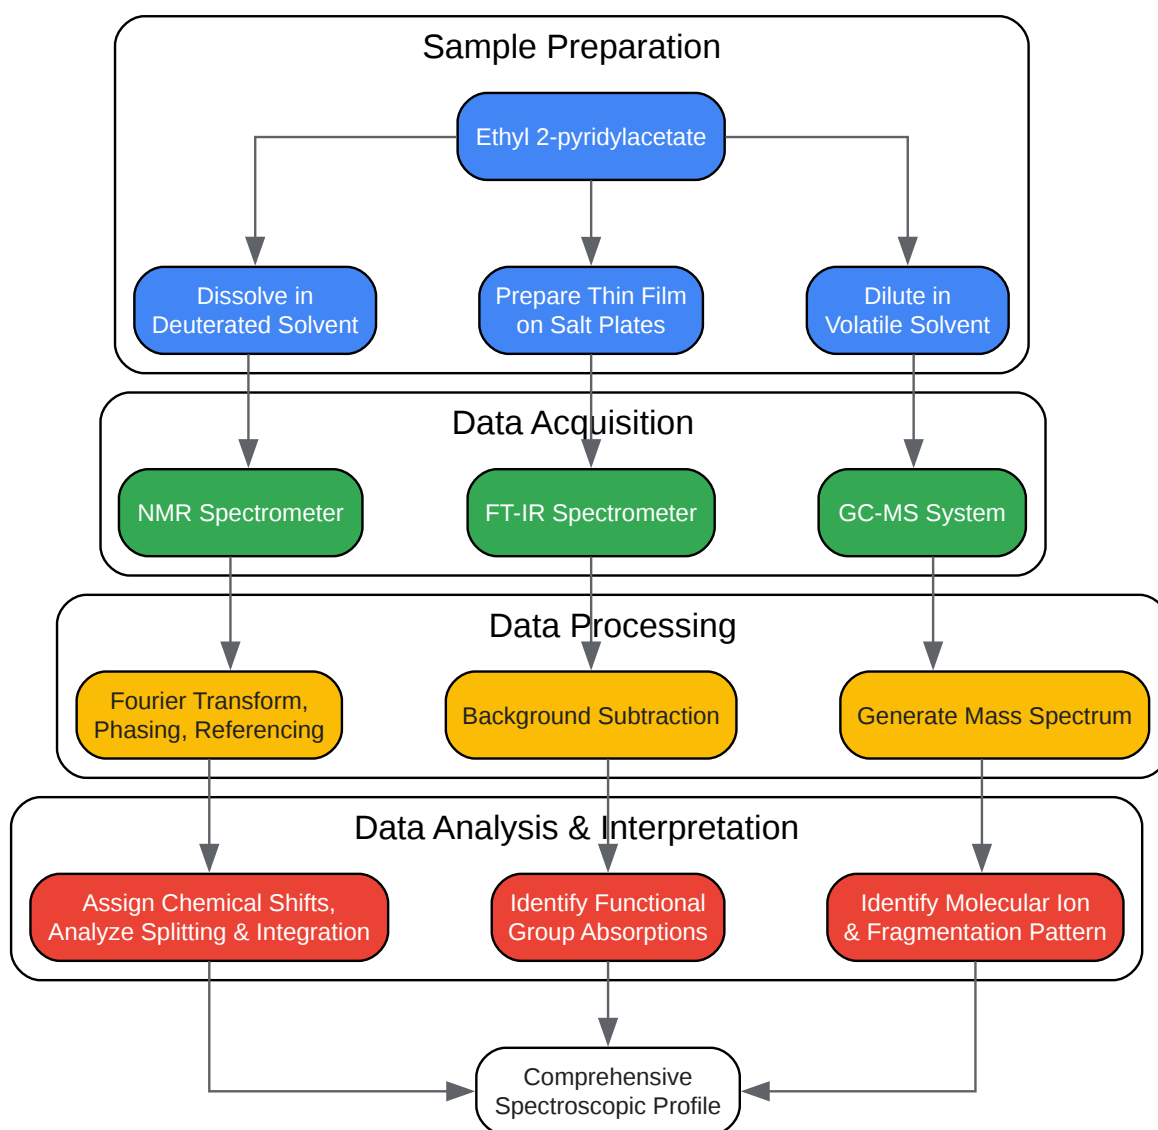 Sample Preparation
Ethyl 2-pyridylacetate
Dissolve in
Deuterated Solvent
Prepare Thin Film
on Salt Plates
Dilute in
Volatile Solvent
Data Acquisition
NMR Spectrometer
FT-IR Spectrometer
GC-MS System
Data Processing
Fourier Transform,
Phasing, Referencing
Background Subtraction
Generate Mass Spectrum
Data Analysis & Interpretation
Assign Chemical Shifts,
Analyze Splitting & Integration
Identify Functional
Group Absorptions
Identify Molecular Ion
& Fragmentation Pattern
Comprehensive
Spectroscopic Profile